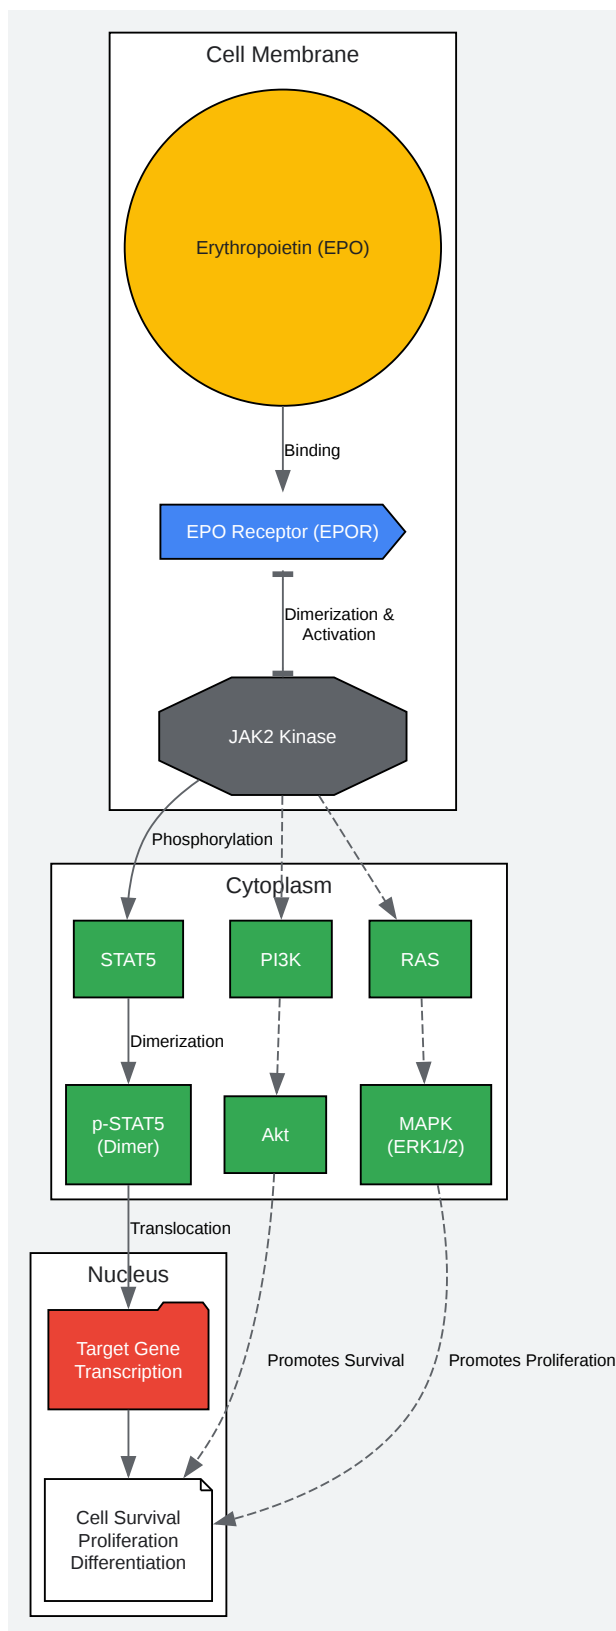 Cell Membrane
Erythropoietin (EPO)
Binding
EPO Receptor (EPOR)
Dimerization &
Activation
JAK2 Kinase
Phosphorylation
Cytoplasm
STAT5
PI3K
RAS
Dimerization
p-STAT5
(Dimer)
Akt
MAPK
(ERK1/2)
Translocation
Nucleus
Target Gene
Transcription
Promotes Survival
Promotes Proliferation
Cell Survival
Proliferation
Differentiation